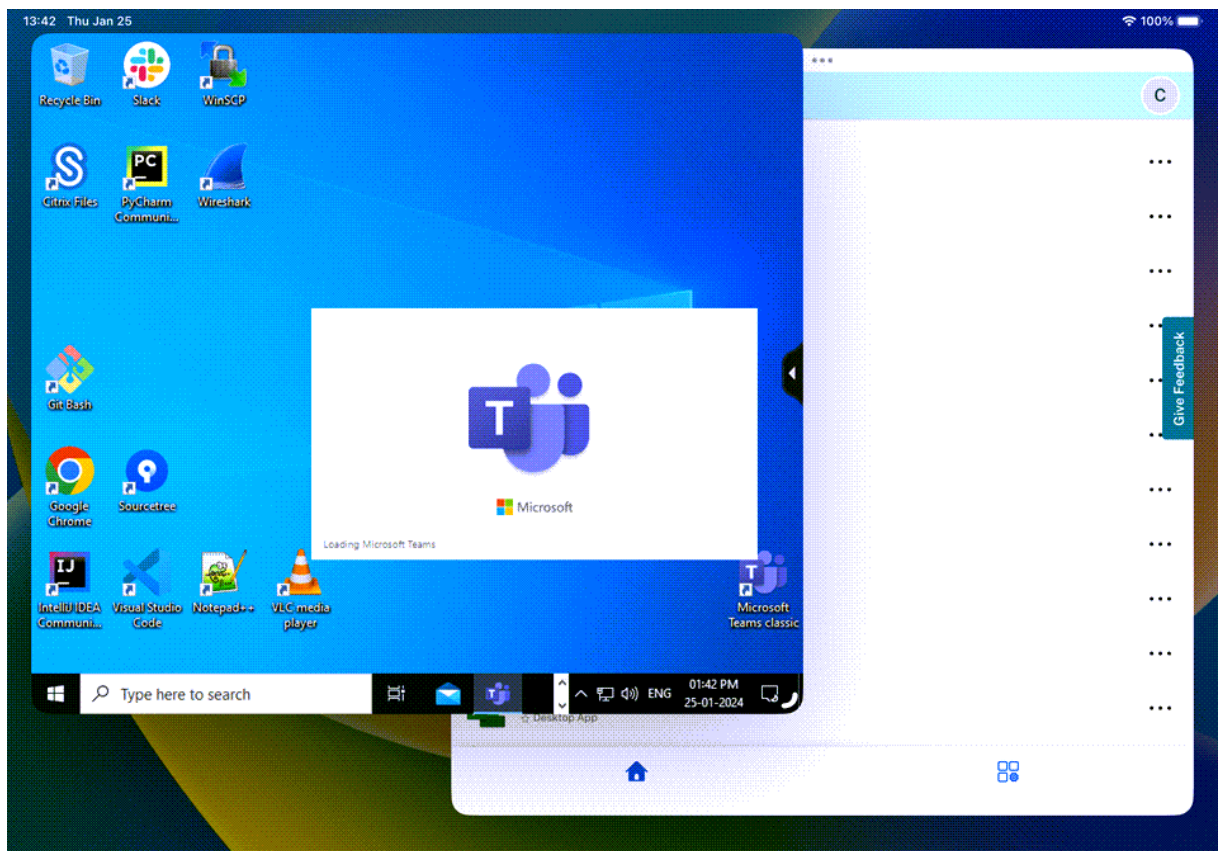 13:42 Thu Jan 25
100%
Recycle Bin
Slack
WinSCP
C
Citrix Files
PC
PyCharm
Communi...
Wireshark
Git Bash
Give Feedback
T
Microsoft
Loading Microsoft Teams
Google
Chrome
Sourcetree
IJ
IntelliJ IDEA
Communi...
Visual Studio
Code
Notepad++
VLC media
player
T
Microsoft
Teams classic
Type here to search
T
ENG
01:42 PM
25-01-2024
Desktop App